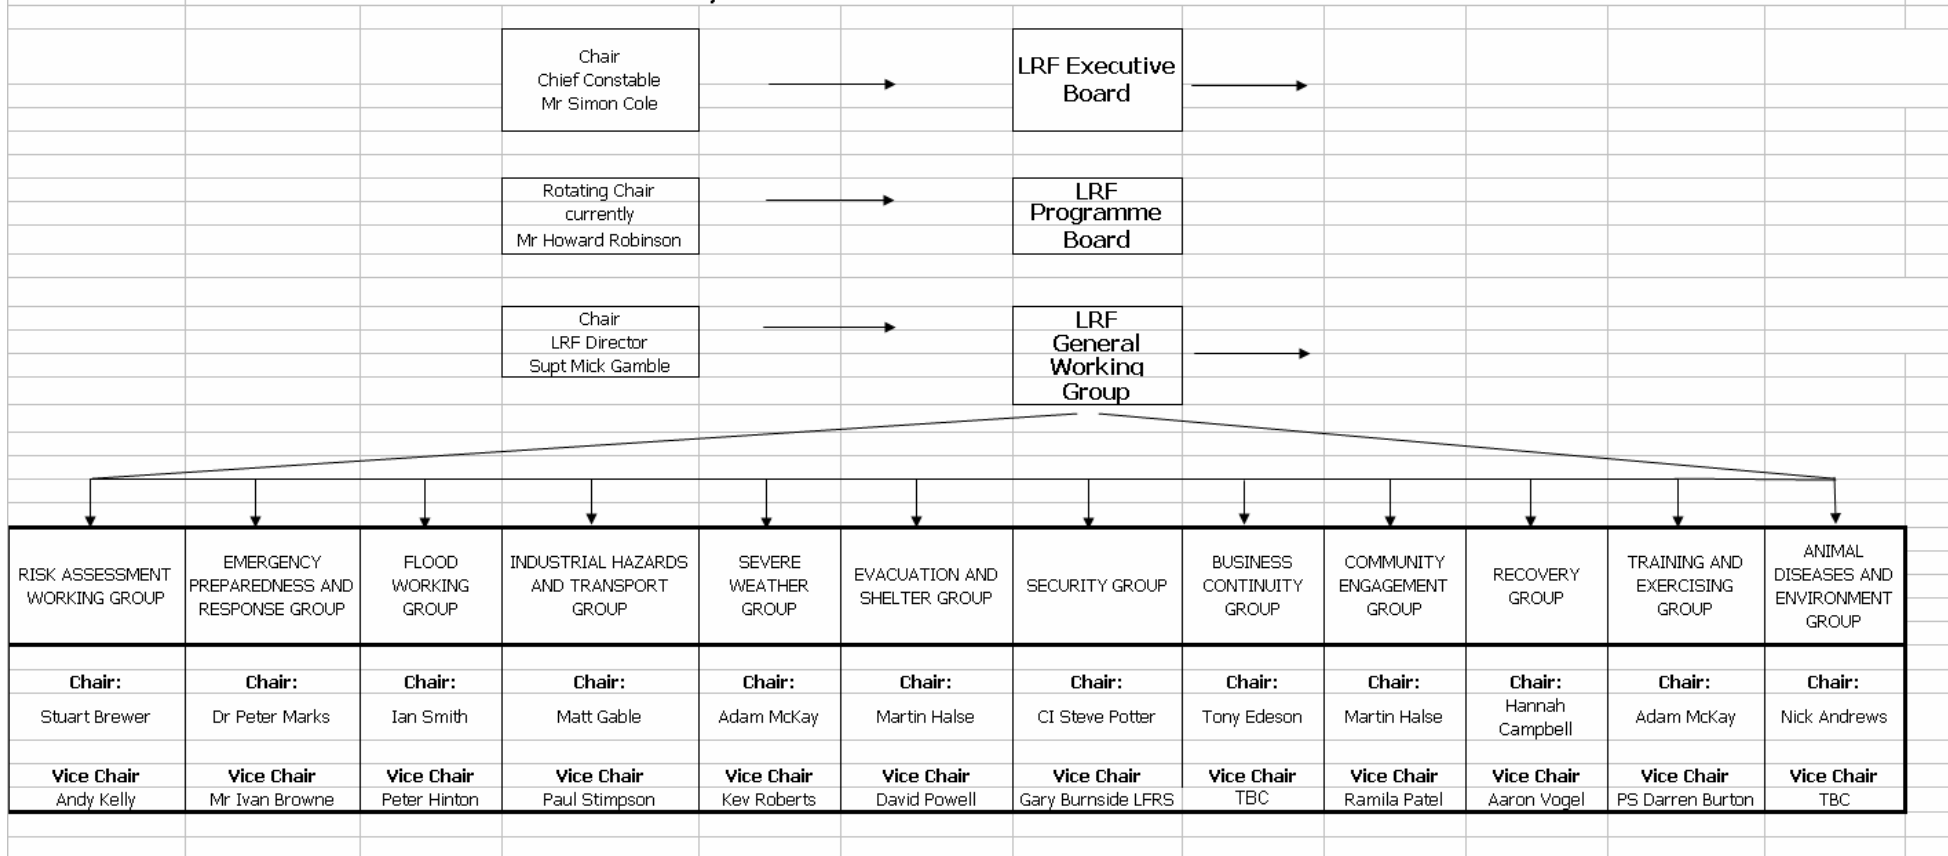 Chair
Chief Constable
Mr Simon Cole
LRF Executive
Board
Rotating Chair
currently
Mr Howard Robinson
LRF
Programme
Board
Chair
LRF Director
Supt Mick Gamble
LRF
General
Working
Group
RISK ASSESSMENT
WORKING GROUP
EMERGENCY
PREPAREDNESS AND
RESPONSE GROUP
FLOOD
WORKING
GROUP
INDUSTRIAL HAZARDS
AND TRANSPORT
GROUP
SEVERE
WEATHER
GROUP
EVACUATION AND
SHELTER GROUP
SECURITY GROUP
BUSINESS
CONTINUITY
GROUP
COMMUNITY
ENGAGEMENT
GROUP
RECOVERY
GROUP
TRAINING AND
EXERCISING
GROUP
ANIMAL
DISEASES AND
ENVIRONMENT
GROUP
Chair:
Stuart Brewer
Vice Chair
Andy Kelly
Chair:
Dr Peter Marks
Vice Chair
Mr Ivan Browne
Chair:
Ian Smith
Vice Chair
Peter Hinton
Chair:
Matt Gable
Vice Chair
Paul Stimpson
Chair:
Adam McKay
Vice Chair
Kev Roberts
Chair:
Martin Halse
Vice Chair
David Powell
Chair:
CI Steve Potter
Vice Chair
Gary Burnside LFRS
Chair:
Tony Edeson
Vice Chair
TBC
Chair:
Martin Halse
Vice Chair
Ramila Patel
Chair:
Hannah
Campbell
Vice Chair
Aaron Vogel
Chair:
Adam McKay
Vice Chair
PS Darren Burton
Chair:
Nick Andrews
Vice Chair
TBC